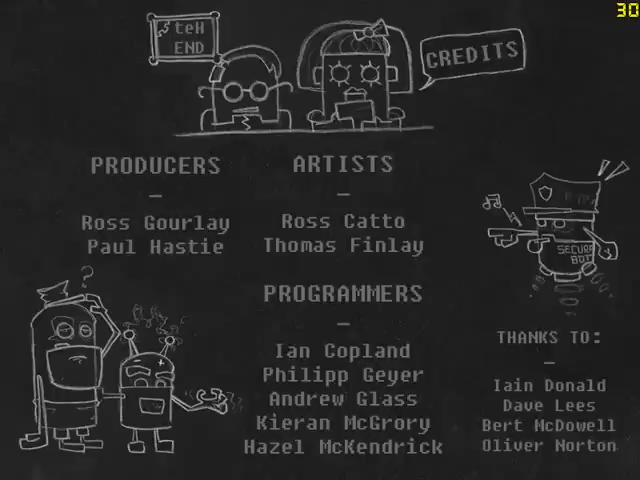 30
teH
END
CREDITS
PRODUCERS
–
Ross Gourlay
Paul Hastie
ARTISTS
–
Ross Catto
Thomas Finlay
PROGRAMMERS
–
Ian Copland
Philipp Geyer
Andrew Glass
Kieran McGrory
Hazel McKendrick
?
BOT
THANKS TO:
–
Iain Donald
Dave Lees
Bert McDowell
Oliver Norton